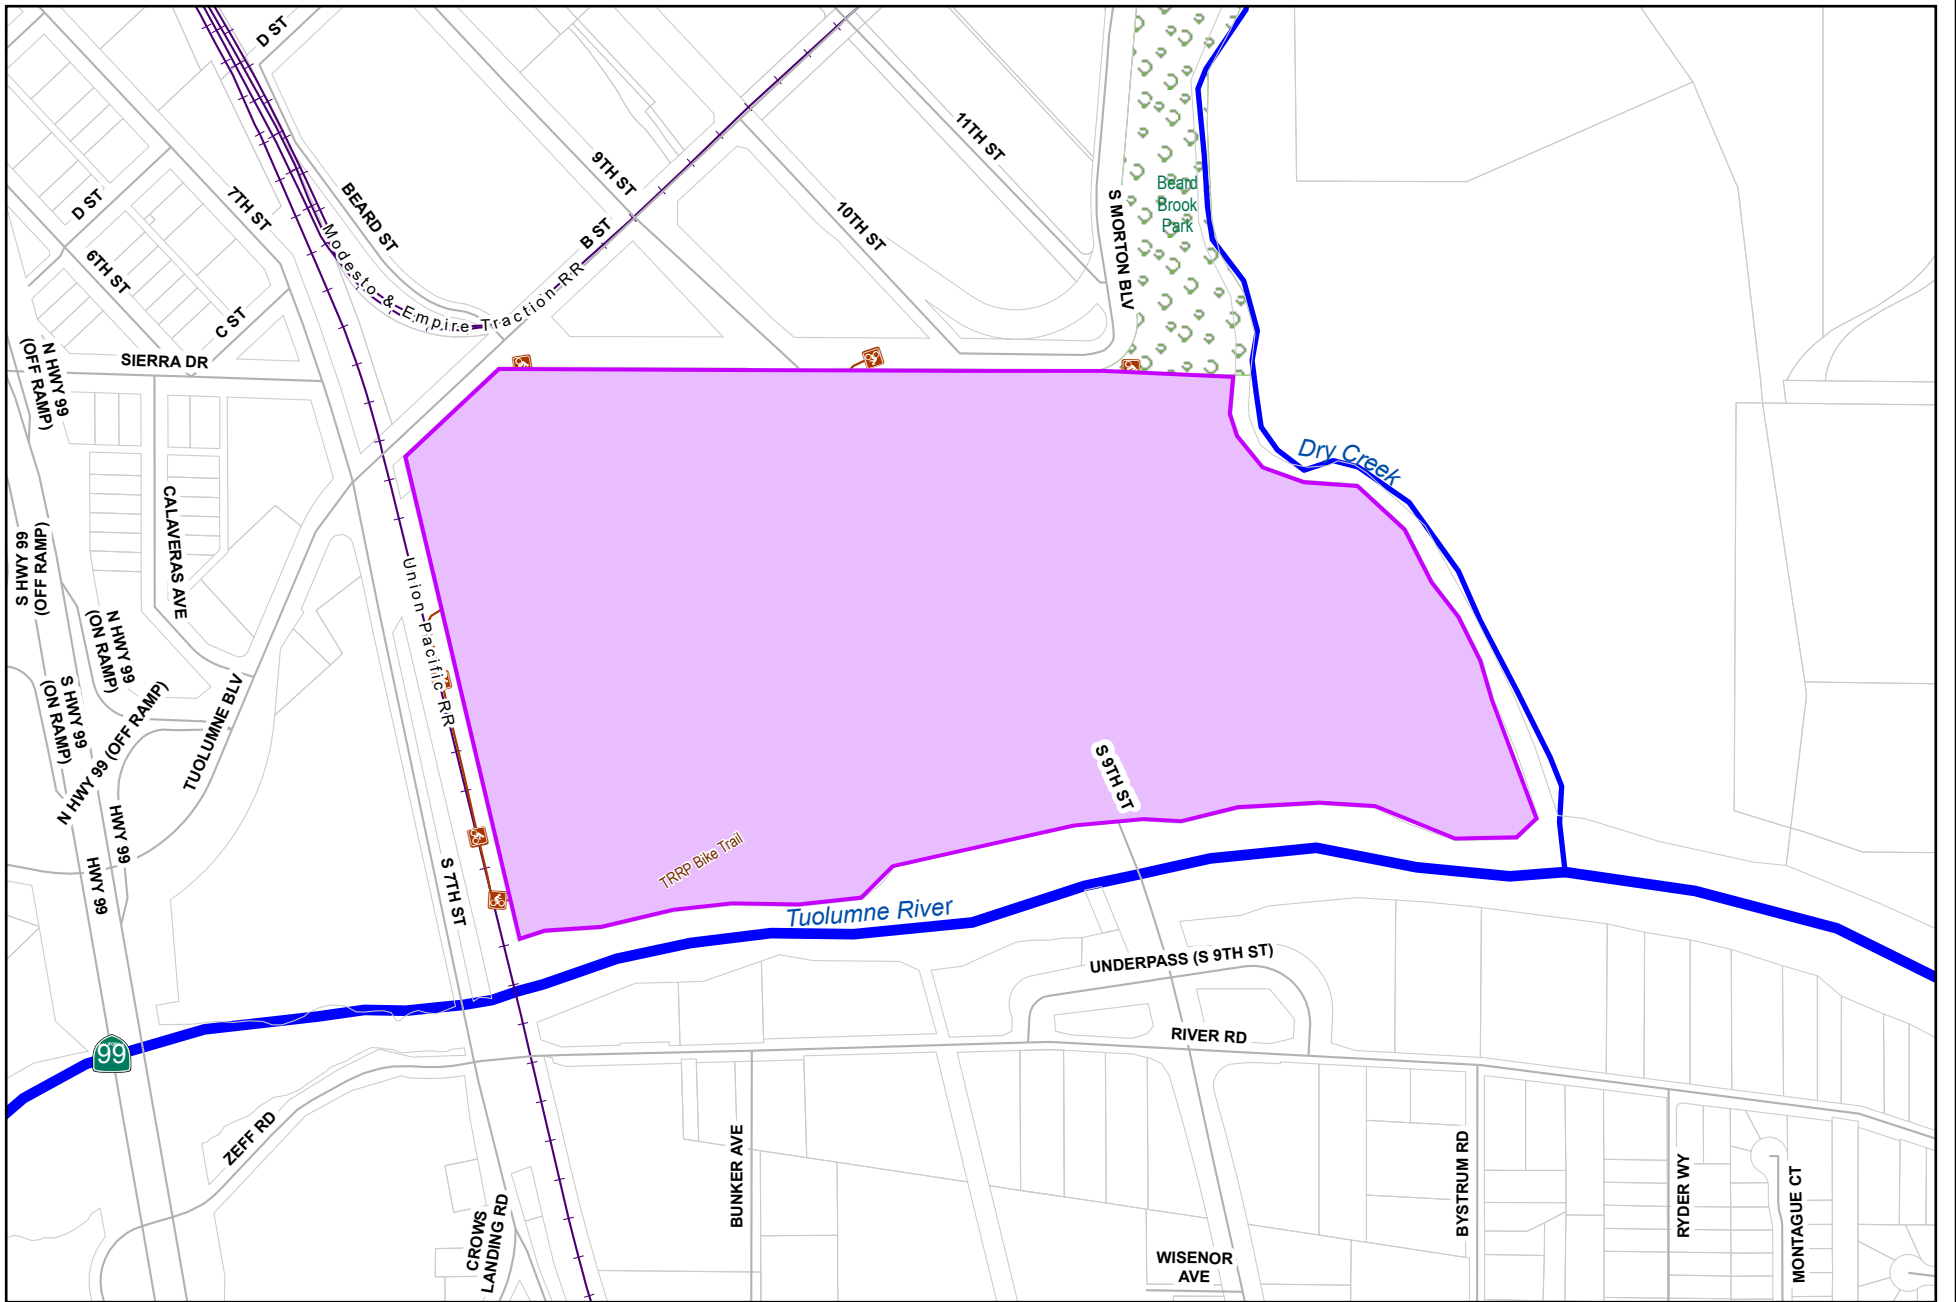 D ST
11TH ST
9TH ST
D ST
7TH ST
BEARD ST
10TH ST
S MORTON BLV
Beard
Brook
Park
B ST
6TH ST
C ST
Modesto & Empire Traction RR
SIERRA DR
N HWY 99
(OFF RAMP)
Dry Creek
S HWY 99
(OFF RAMP)
CALAVERAS AVE
Union Pacific RR
N HWY 99
(ON RAMP)
S HWY 99
(ON RAMP)
N HWY 99 (OFF RAMP)
TUOLUMNE BLV
S 9TH ST
HWY 99
HWY 99
S 7TH ST
TRRP Bike Trail
Tuolumne River
UNDERPASS (S 9TH ST)
RIVER RD
99
ZEFF RD
BUNKER AVE
CROWS
LANDING RD
BYSTRUM RD
RYDER WY
MONTAGUE CT
WISENOR
AVE